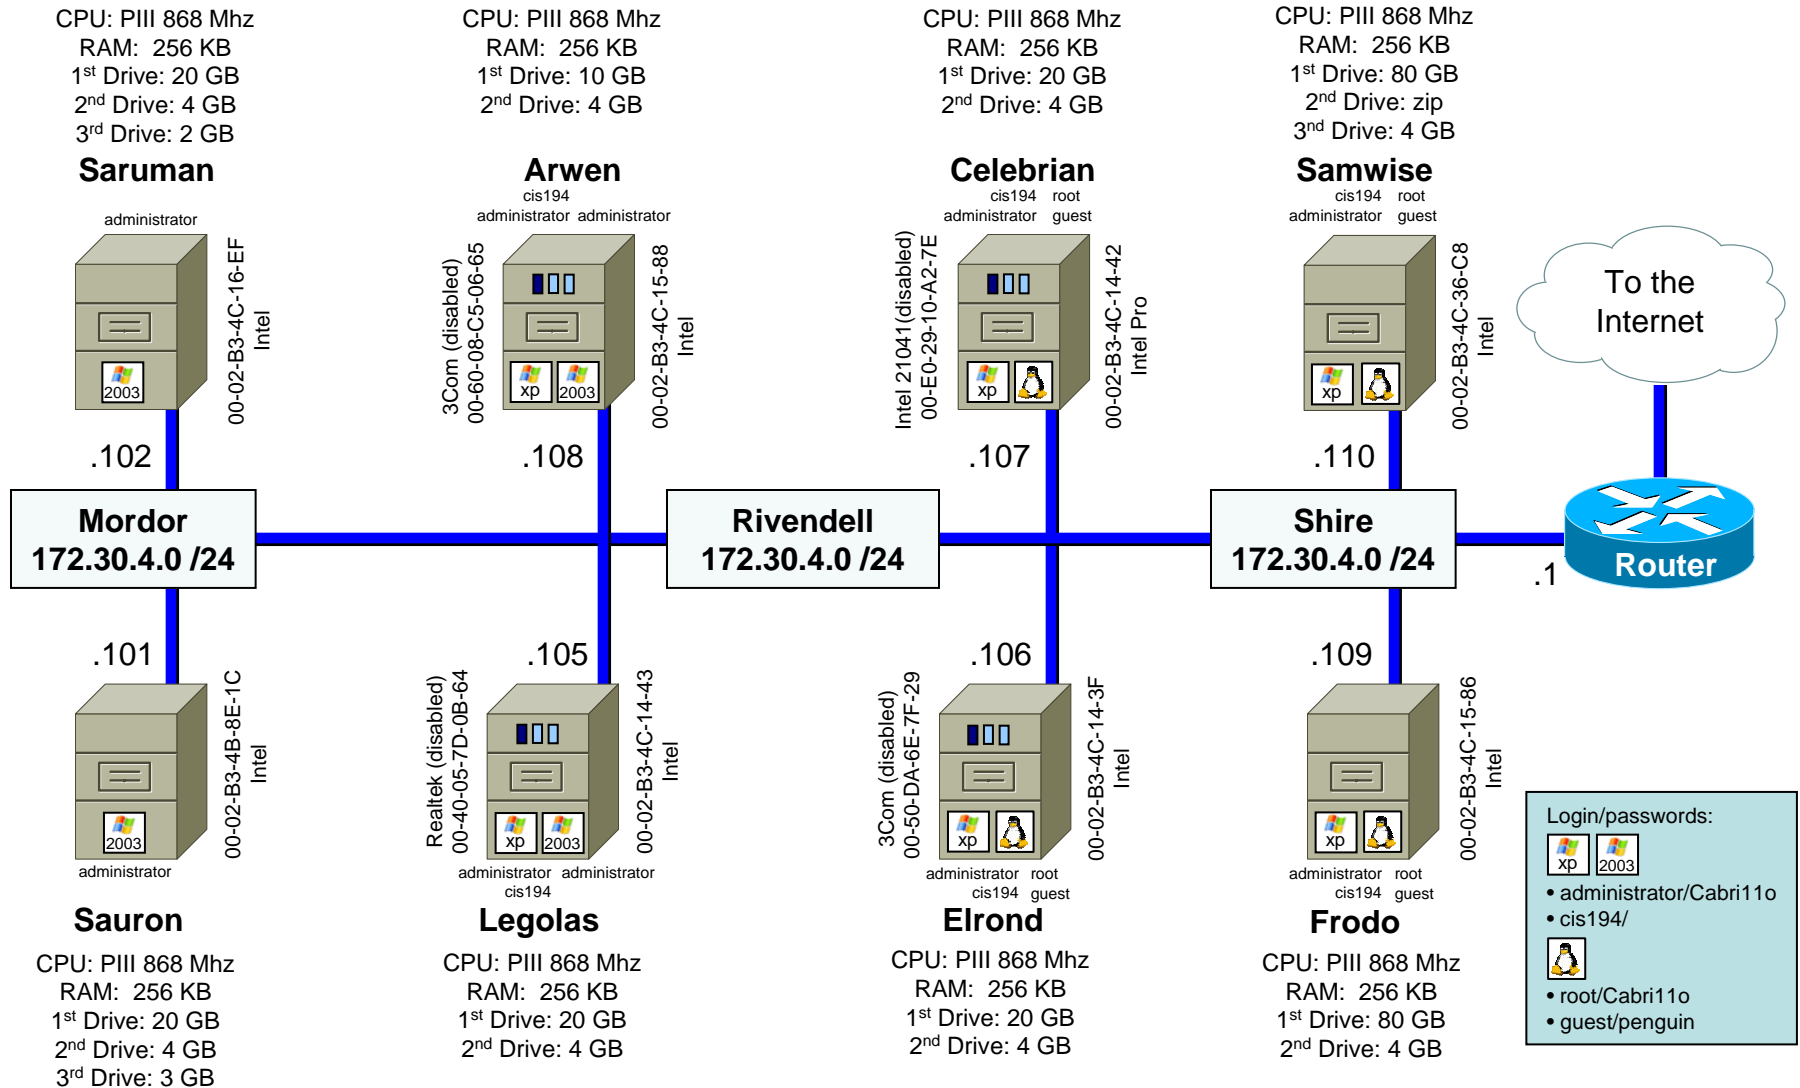 CPU: PIII 868 Mhz
RAM: 256 KB
1st Drive: 20 GB
2nd Drive: 4 GB
3rd Drive: 2 GB
Saruman
administrator
00-02-B3-4C-16-EF
Intel
2003
.102
CPU: PIII 868 Mhz
RAM: 256 KB
1st Drive: 10 GB
2nd Drive: 4 GB
Arwen
cis194
administrator administrator
3Com (disabled)
00-60-08-C5-06-65
00-02-B3-4C-15-88
Intel
xp 2003
.108
CPU: PIII 868 Mhz
RAM: 256 KB
1st Drive: 20 GB
2nd Drive: 4 GB
Celebrian
cis194 root
administrator guest
Intel 21041(disabled)
00-E0-29-10-A2-7E
00-02-B3-4C-14-42
Intel Pro
xp
.107
CPU: PIII 868 Mhz
RAM: 256 KB
1st Drive: 80 GB
2nd Drive: zip
3nd Drive: 4 GB
Samwise
cis194 root
administrator guest
00-02-B3-4C-36-C8
Intel
xp
.110
To the
Internet
Mordor
172.30.4.0 /24
Rivendell
172.30.4.0 /24
Shire
172.30.4.0 /24
.1
Router
.101
00-02-B3-4B-8E-1C
Intel
2003
administrator
Sauron
CPU: PIII 868 Mhz
RAM: 256 KB
1st Drive: 20 GB
2nd Drive: 4 GB
3rd Drive: 3 GB
.105
Realtek (disabled)
00-40-05-7D-0B-64
00-02-B3-4C-14-43
Intel
xp 2003
administrator administrator
cis194
Legolas
CPU: PIII 868 Mhz
RAM: 256 KB
1st Drive: 20 GB
2nd Drive: 4 GB
.106
3Com (disabled)
00-50-DA-6E-7F-29
00-02-B3-4C-14-3F
Intel
xp
administrator root
cis194 guest
Elrond
CPU: PIII 868 Mhz
RAM: 256 KB
1st Drive: 20 GB
2nd Drive: 4 GB
.109
00-02-B3-4C-15-86
Intel
xp
administrator root
cis194 guest
Frodo
CPU: PIII 868 Mhz
RAM: 256 KB
1st Drive: 80 GB
2nd Drive: 4 GB
Login/passwords:
xp 2003
• administrator/Cabri11o
• cis194/
• root/Cabri11o
• guest/penguin